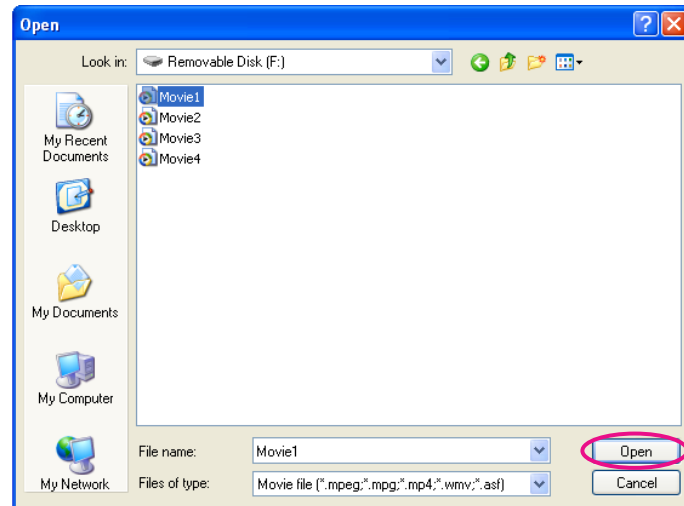 Open
Look in:
Removable Disk (F:)
My Recent
Documents
Desktop
My Documents
My Computer
My Network
Movie1
Movie2
Movie3
Movie4
File name:
Movie1
Open
Files of type:
Movie file (*.mpeg;*.mpg;*.mp4;*.wmv;*.asf)
Cancel